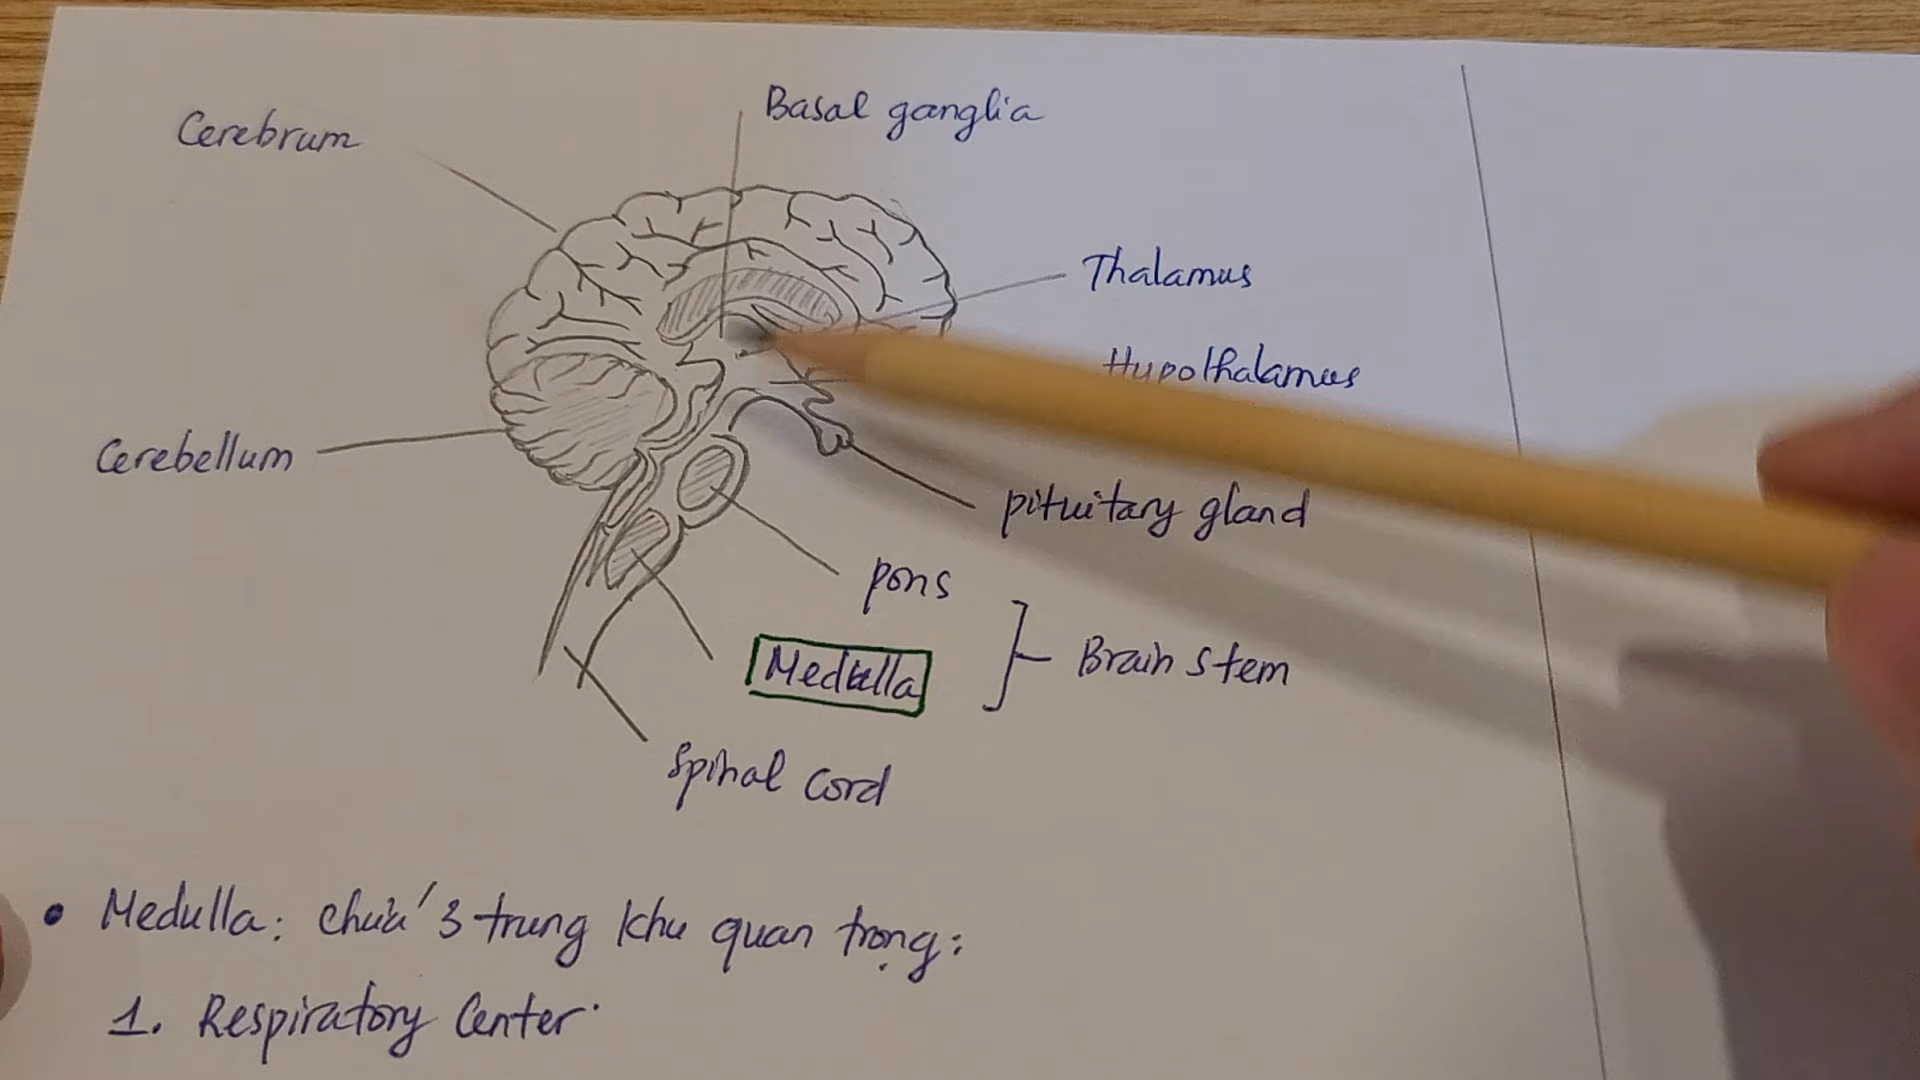 Basal ganglia
Cerebrum
Thalamus
Hypothalamus
Cerebellum
pituitary gland
pons
Medulla
Brain stem
Spinal cord
• Medulla: chứa 3 trung khu quan trọng:
1. Respiratory Center